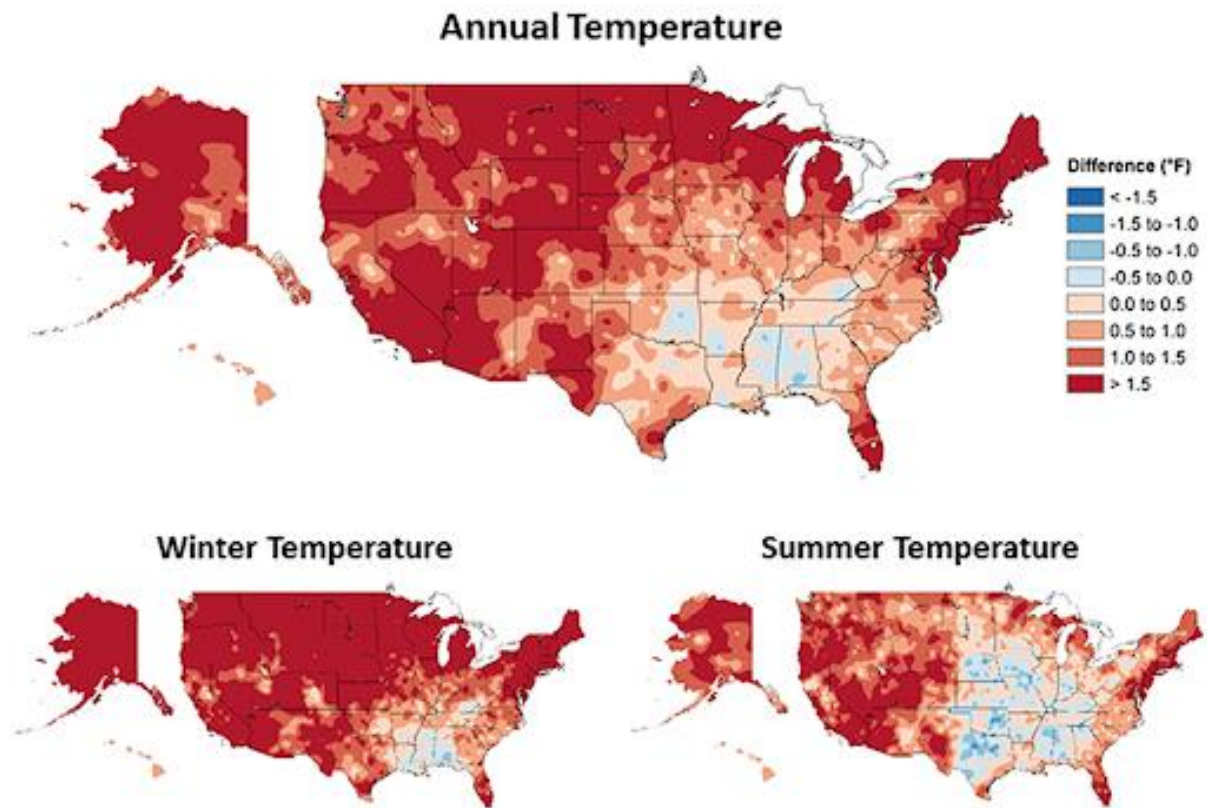 Annual Temperature
Difference (°F)
< -1.5
-1.5 to -1.0
-0.5 to -1.0
-0.5 to 0.0
0.0 to 0.5
0.5 to 1.0
1.0 to 1.5
> 1.5
Winter Temperature
Summer Temperature